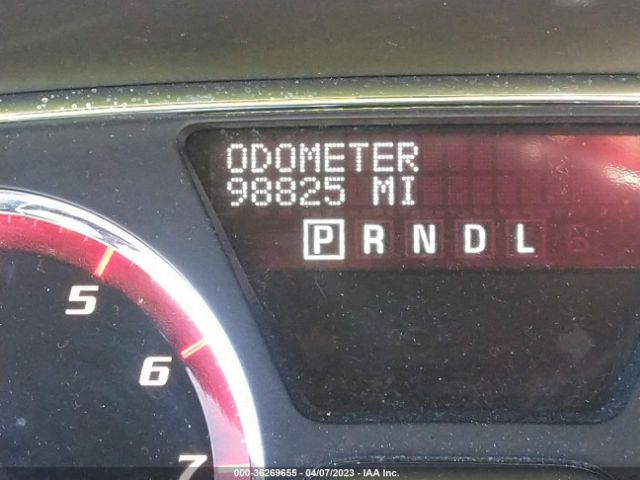 ODOMETER
98825 MI
P R N D L
5
6
7
000-36269655 - 04/07/2023 - IAA Inc.